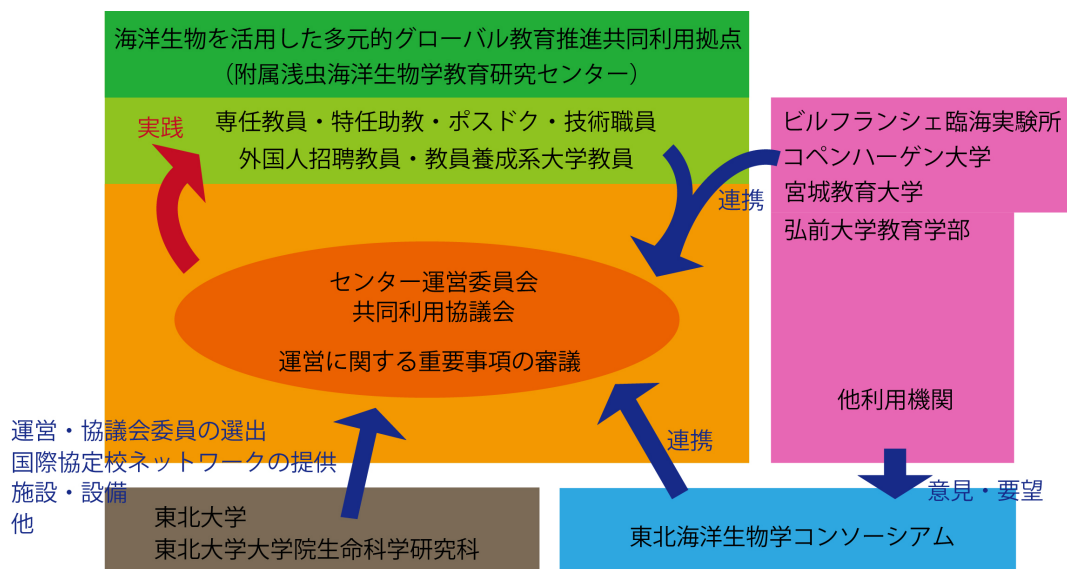 海洋生物を活用した多元的グローバル教育推進共同利用拠点
（附属浅虫海洋生物学教育研究センター）
実践
専任教員・特任助教・ポスドク・技術職員
外国人招聘教員・教員養成系大学教員
ビルフランシェ臨海実験所
コペンハーゲン大学
宮城教育大学
弘前大学教育学部
連携
センター運営委員会
共同利用協議会
運営に関する重要事項の審議
他利用機関
運営・協議会委員の選出
国際協定校ネットワークの提供
施設・設備
他
連携
意見・要望
東北大学
東北大学大学院生命科学研究科
東北海洋生物学コンソーシアム